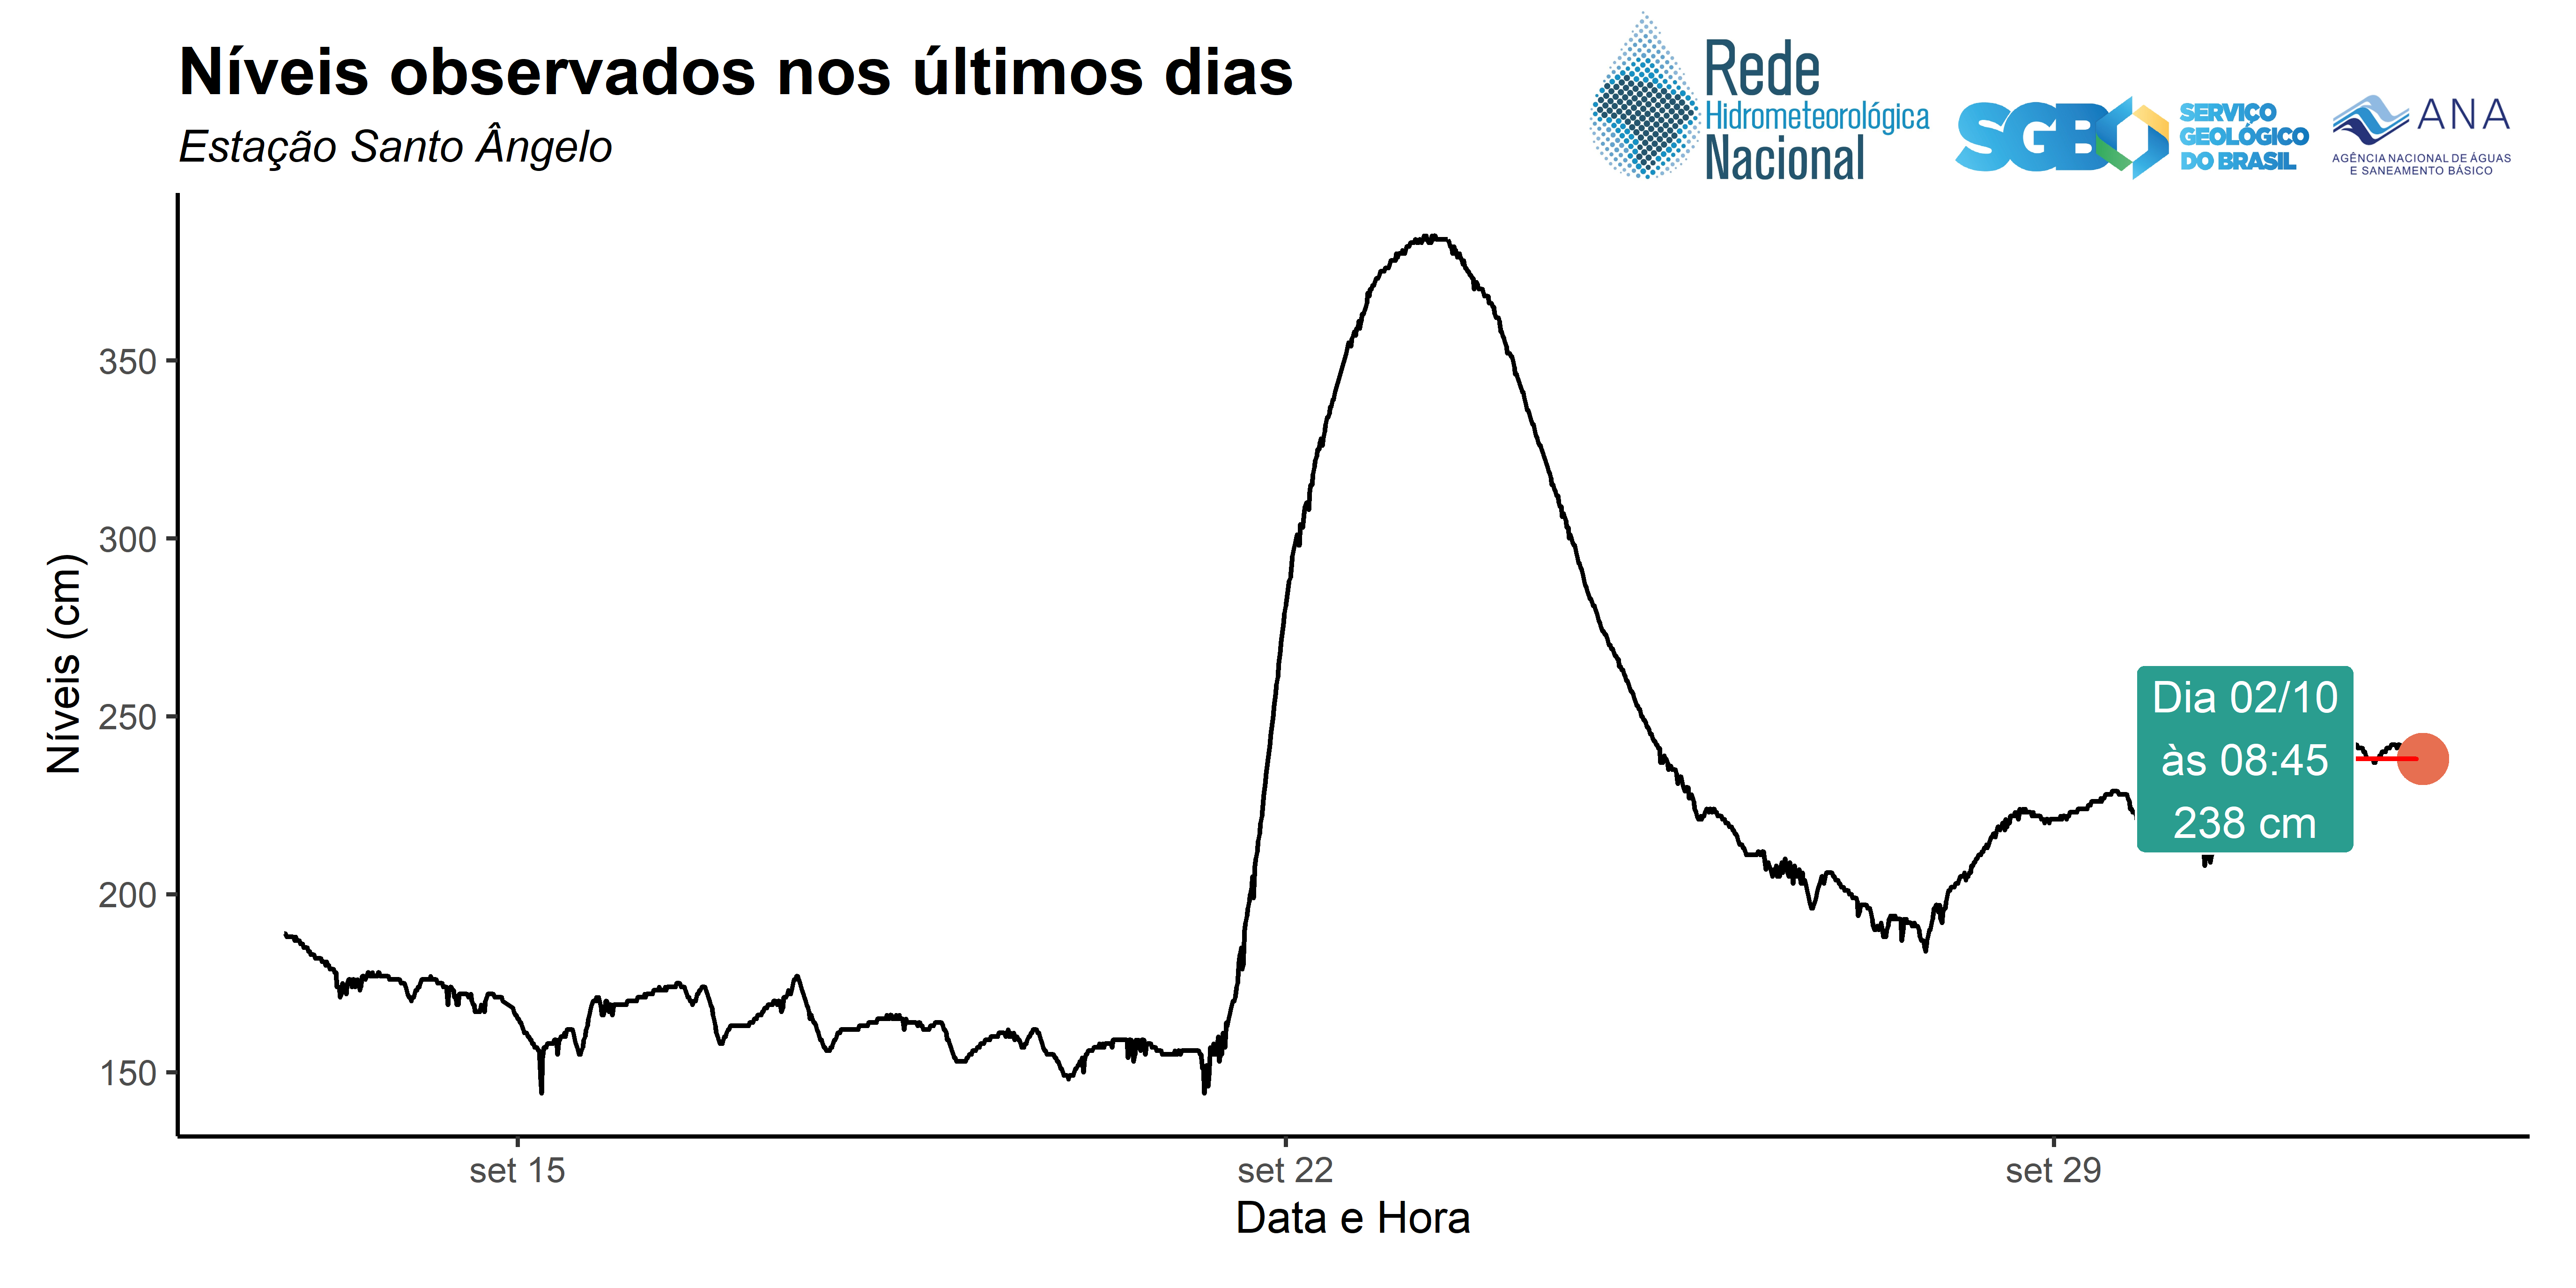 Níveis observados nos últimos dias
Estação Santo Ângelo
Rede
Hidrometeorológica
Nacional
SGB
SERVIÇO
GEOLÓGICO
DO BRASIL
ANA
AGÊNCIA NACIONAL DE ÁGUAS
E SANEAMENTO BÁSICO
Níveis (cm)
350
300
250
200
150
Dia 02/10
às 08:45
238 cm
set 15
set 22
set 29
Data e Hora